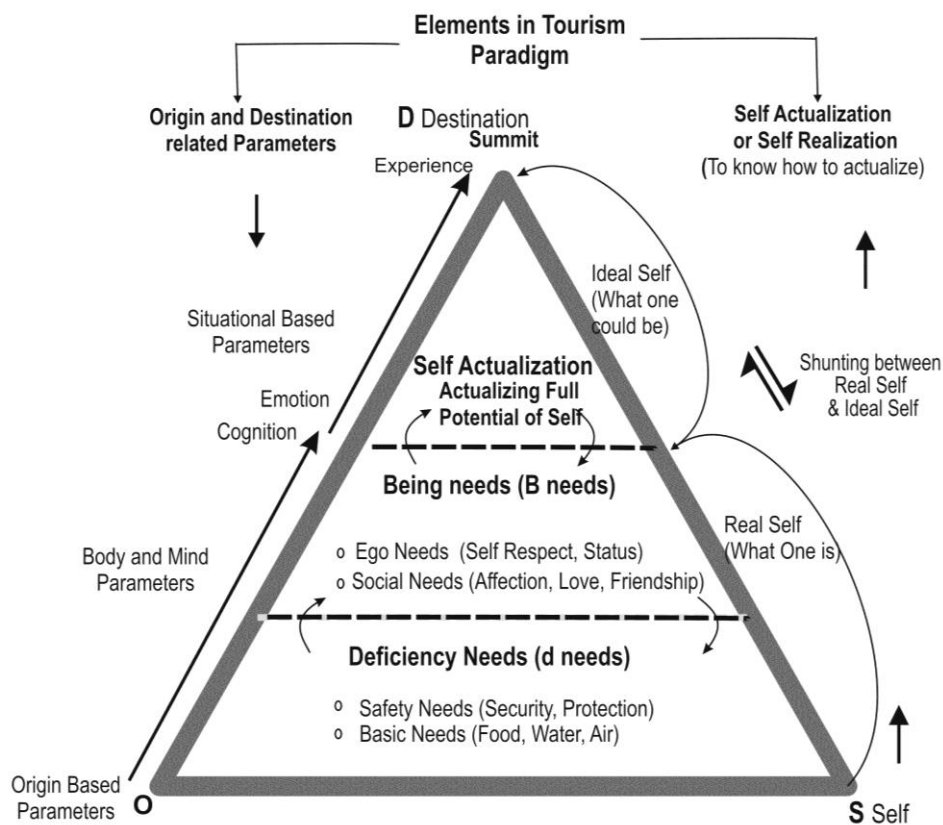 Elements in Tourism
Paradigm
Origin and Destination
related Parameters
D Destination
Summit
Experience
Self Actualization
or Self Realization
(To know how to actualize)
Ideal Self
(What one
could be)
Situational Based
Parameters
Self Actualization
Actualizing Full
Potential of Self
Shunting between
Real Self
& Ideal Self
Emotion
Cognition
Being needs (B needs)
Real Self
(What One is)
Body and Mind
Parameters
o Ego Needs (Self Respect, Status)
o Social Needs (Affection, Love, Friendship)
Deficiency Needs (d needs)
o Safety Needs (Security, Protection)
o Basic Needs (Food, Water, Air)
Origin Based
Parameters
O
S Self